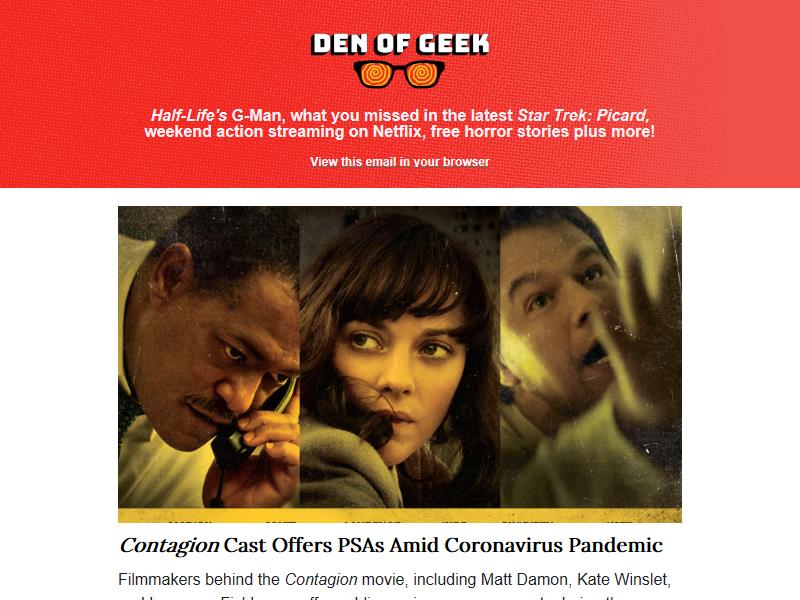 DEN OF GEEK
Half-Life's G-Man, what you missed in the latest Star Trek: Picard,
weekend action streaming on Netflix, free horror stories plus more!
View this email in your browser
Contagion Cast Offers PSAs Amid Coronavirus Pandemic
Filmmakers behind the Contagion movie, including Matt Damon, Kate Winslet,